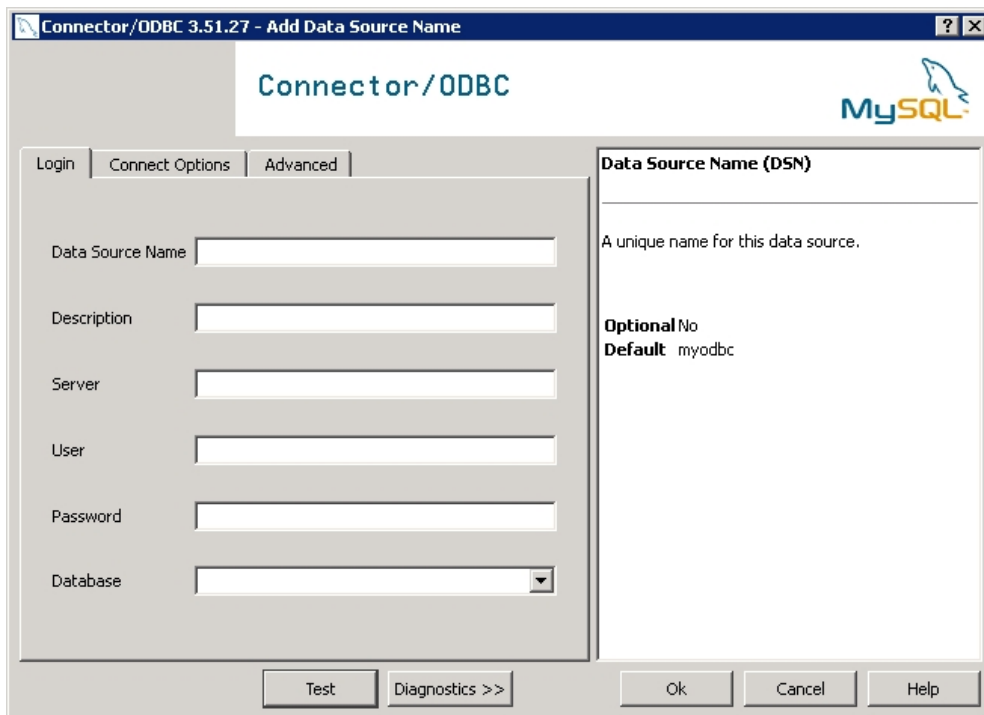 Connector/ODBC 3.51.27 - Add Data Source Name
Connector/ODBC
MySQL
Login Connect Options Advanced
Data Source Name
Description
Server
User
Password
Database
Data Source Name (DSN)
A unique name for this data source.
Optional No
Default myodbc
Test Diagnostics >> Ok Cancel Help